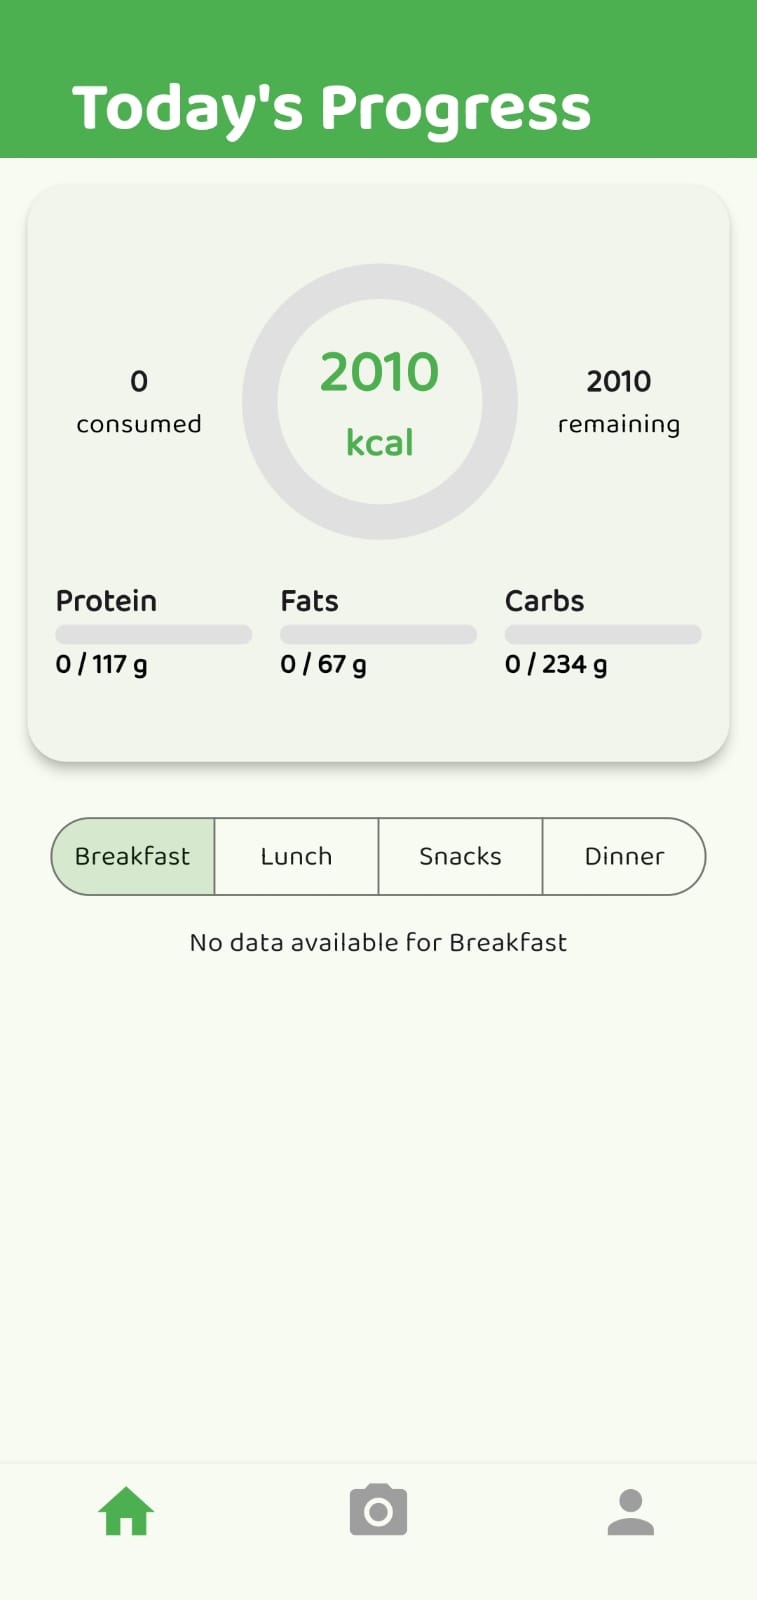 Today's Progress
2010
kcal
0
consumed
2010
remaining
Protein
0 / 117 g
Fats
0 / 67 g
Carbs
0 / 234 g
Breakfast
Lunch
Snacks
Dinner
No data available for Breakfast